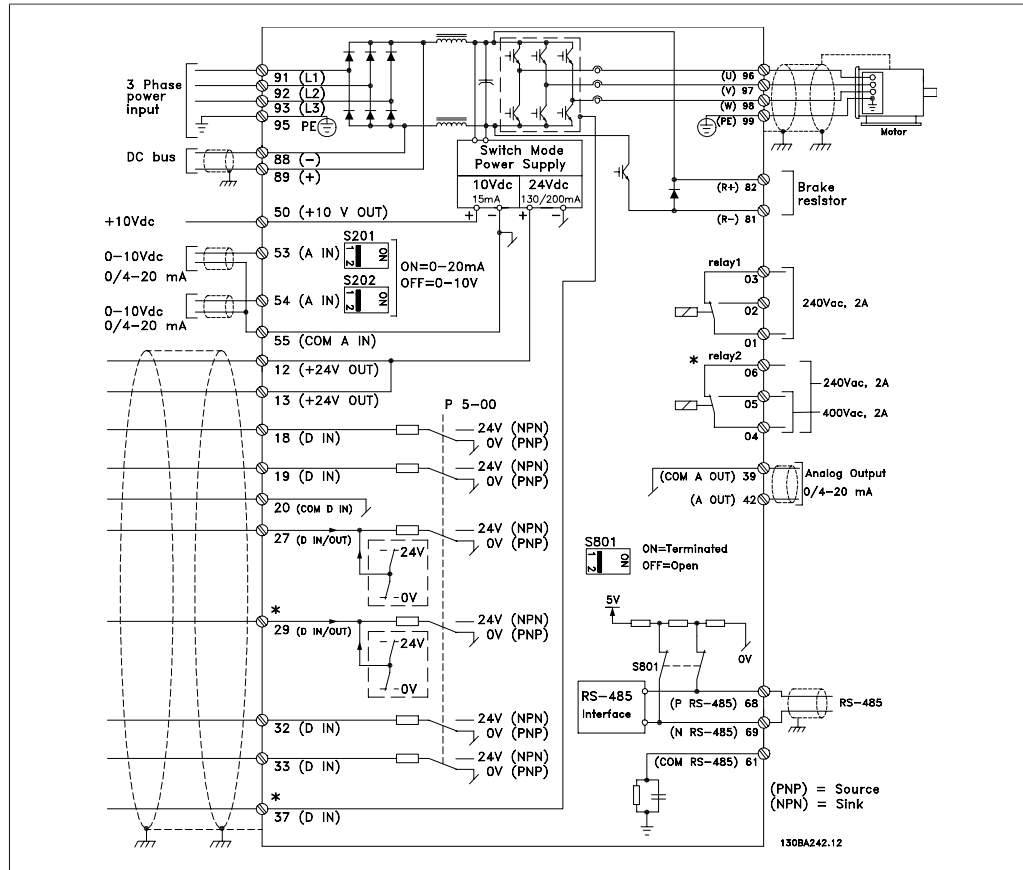 3 Phase
power
input
91 (L1)
92 (L2)
93 (L3)
95 PE
DC bus
88 (-)
89 (+)
+10Vdc
50 (+10 V OUT)
0-10Vdc
0/4-20 mA
53 (A IN)
S201
1 2
ON
ON=0-20mA
OFF=0-10V
S202
1 2
ON
0-10Vdc
0/4-20 mA
54 (A IN)
55 (COM A IN)
12 (+24V OUT)
13 (+24V OUT)
P 5-00
18 (D IN)
24V (NPN)
0V (PNP)
19 (D IN)
24V (NPN)
0V (PNP)
20 (COM D IN)
27 (D IN/OUT)
24V (NPN)
0V (PNP)
24V
0V
*
29 (D IN/OUT)
24V (NPN)
0V (PNP)
24V
0V
32 (D IN)
24V (NPN)
0V (PNP)
33 (D IN)
24V (NPN)
0V (PNP)
*
37 (D IN)
Switch Mode
Power Supply
10Vdc
15mA
24Vdc
130/200mA
+ - + -
(U) 96
(V) 97
(W) 98
(PE) 99
Motor
(R+) 82
(R-) 81
Brake
resistor
relay1
03
02
01
240Vac, 2A
* relay2
06
05
04
240Vac, 2A
400Vac, 2A
(COM A OUT) 39
(A OUT) 42
Analog Output
0/4-20 mA
S801
1 2
ON
ON=Terminated
OFF=Open
5V
0V
S801
RS-485
Interface
(P RS-485) 68
(N RS-485) 69
RS-485
(COM RS-485) 61
(PNP) = Source
(NPN) = Sink
130BA242.12